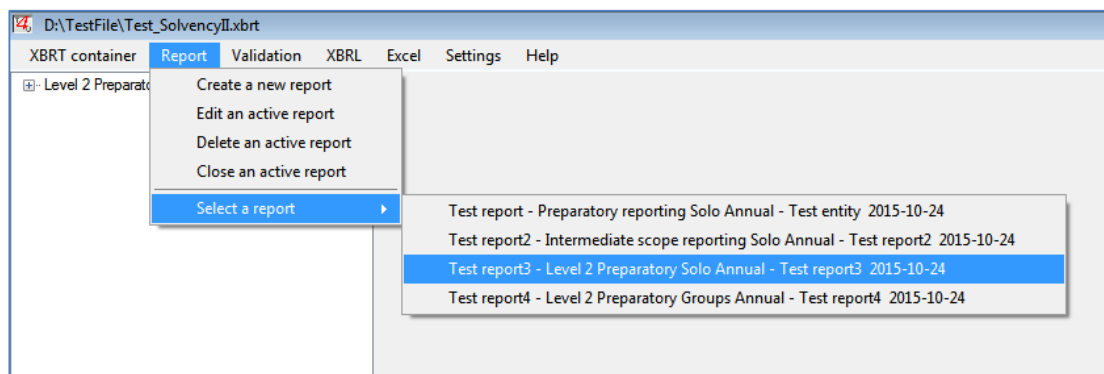 D:\TestFile\Test_SolvencyII.xbrt
XBRT container Report Validation XBRL Excel Settings Help
Level 2 Preparato
Create a new report
Edit an active report
Delete an active report
Close an active report
Select a report
Test report - Preparatory reporting Solo Annual - Test entity 2015-10-24
Test report2 - Intermediate scope reporting Solo Annual - Test report2 2015-10-24
Test report3 - Level 2 Preparatory Solo Annual - Test report3 2015-10-24
Test report4 - Level 2 Preparatory Groups Annual - Test report4 2015-10-24